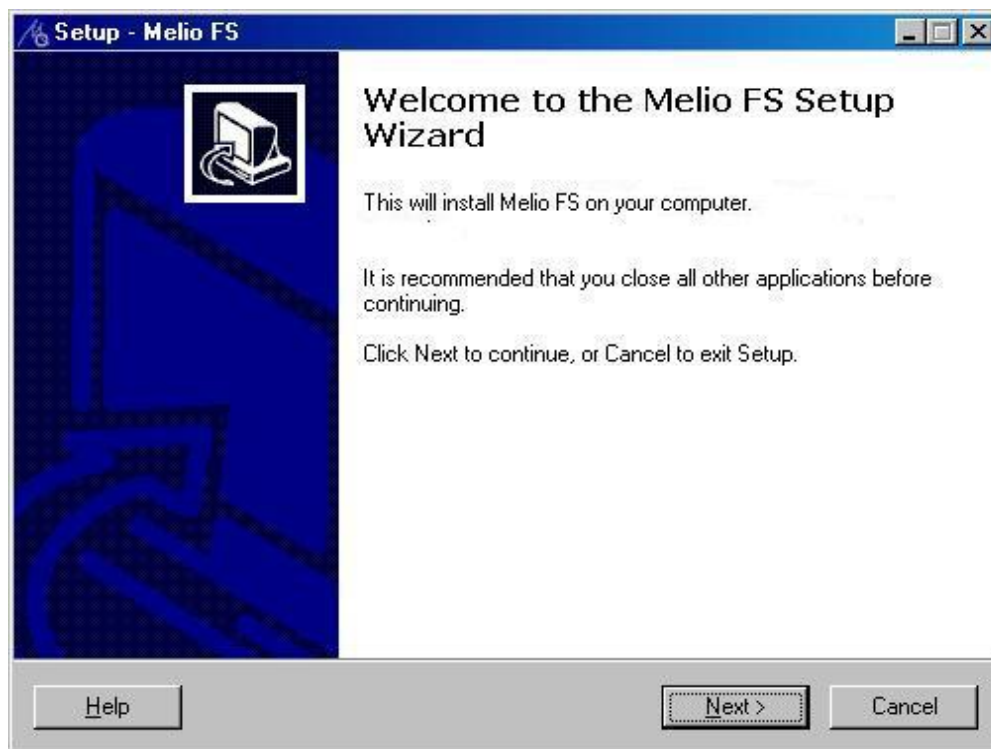 Setup - Melio FS
Welcome to the Melio FS Setup
Wizard
This will install Melio FS on your computer.
It is recommended that you close all other applications before
continuing.
Click Next to continue, or Cancel to exit Setup.
Help
Next >
Cancel